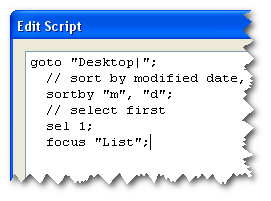 Edit Script
goto "Desktop|";
// sort by modified date,
sortby "m", "d";
// select first
sel 1;
focus "List";